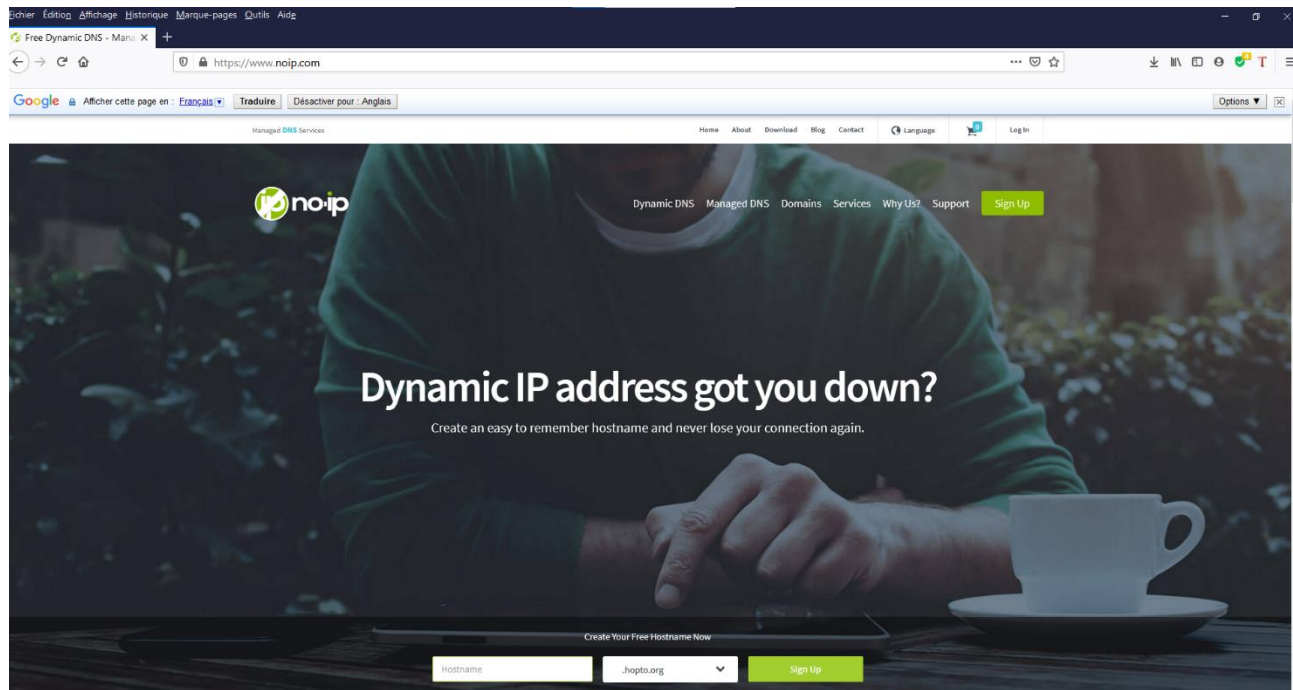 Fichier Édition Affichage Historique Marque-pages Outils Aide
Free Dynamic DNS - Mana
https://www.noip.com
T
Google Afficher cette page en : Français Traduire Désactiver pour : Anglais Options
Managed DNS Services Home About Download Blog Contact Language 0 Log In
no·ip Dynamic DNS Managed DNS Domains Services Why Us? Support Sign Up
Dynamic IP address got you down?
Create an easy to remember hostname and never lose your connection again.
Create Your Free Hostname Now
Hostname .hopto.org Sign Up